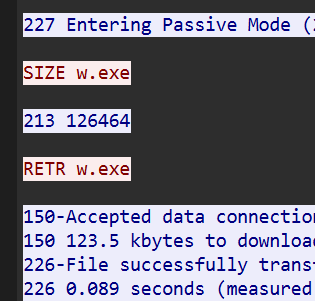 227 Entering Passive Mode (
SIZE w.exe
213 126464
RETR w.exe
150-Accepted data connection
150 123.5 kbytes to downloa
226-File successfully transf
226 0.089 seconds (measured